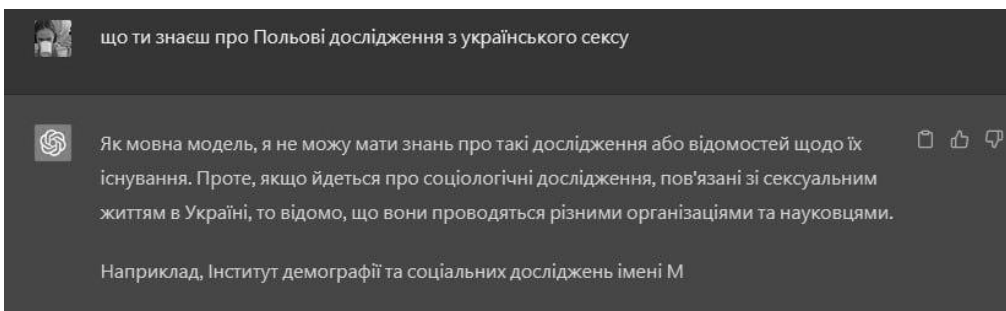 що ти знаєш про Польові дослідження з українського сексу
Як мовна модель, я не можу мати знань про такі дослідження або відомостей щодо їх
існування. Проте, якщо йдеться про соціологічні дослідження, пов'язані зі сексуальним
життям в Україні, то відомо, що вони проводяться різними організаціями та науковцями.
Наприклад, Інститут демографії та соціальних досліджень імені М